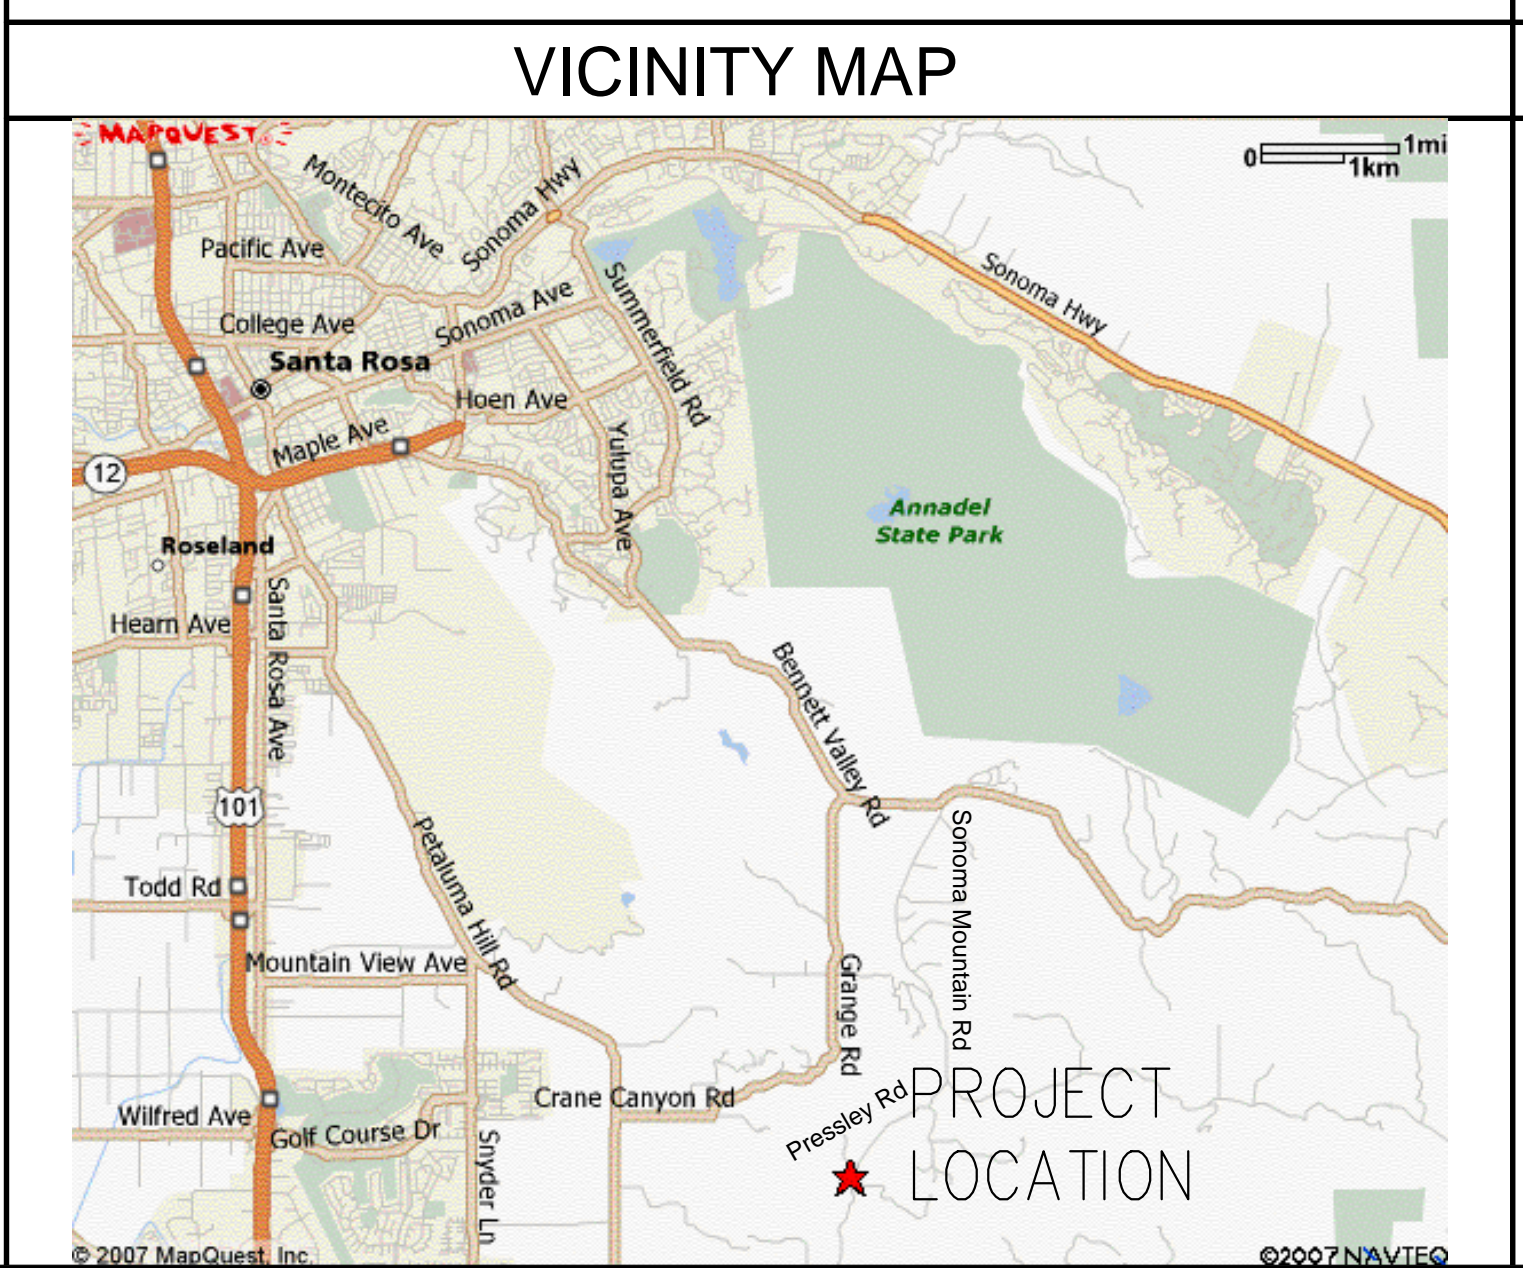 VICINITY MAP
MAPQUEST
0
1mi
1km
Montecito Ave
Sonoma Hwy
Pacific Ave
Sonoma Hwy
Summerfield Rd
Sonoma Ave
College Ave
Santa Rosa
Hoen Ave
Maple Ave
Yulupa Ave
12
Annadel
State Park
Roseland
Santa Rosa Ave
Hearn Ave
Bennett Valley Rd
101
Petaluma Hill Rd
Sonoma Mountain Rd
Todd Rd
Mountain View Ave
Grange Rd
Crane Canyon Rd
Pressley Rd
PROJECT
LOCATION
Wilfred Ave
Golf Course Dr
Snyder Ln
© 2007 MapQuest, Inc.
©2007 NAVTEQ